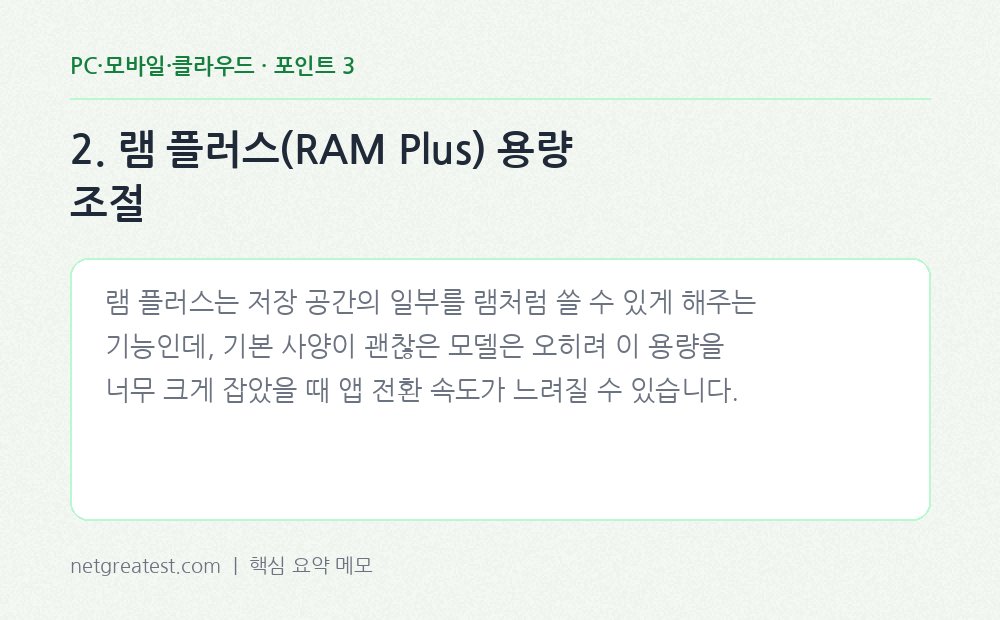 PC·모바일·클라우드 · 포인트 3
2. 램 플러스(RAM Plus) 용량
조절
램 플러스는 저장 공간의 일부를 램처럼 쓸 수 있게 해주는
기능인데, 기본 사양이 괜찮은 모델은 오히려 이 용량을
너무 크게 잡았을 때 앱 전환 속도가 느려질 수 있습니다.
netgreatest.com | 핵심 요약 메모